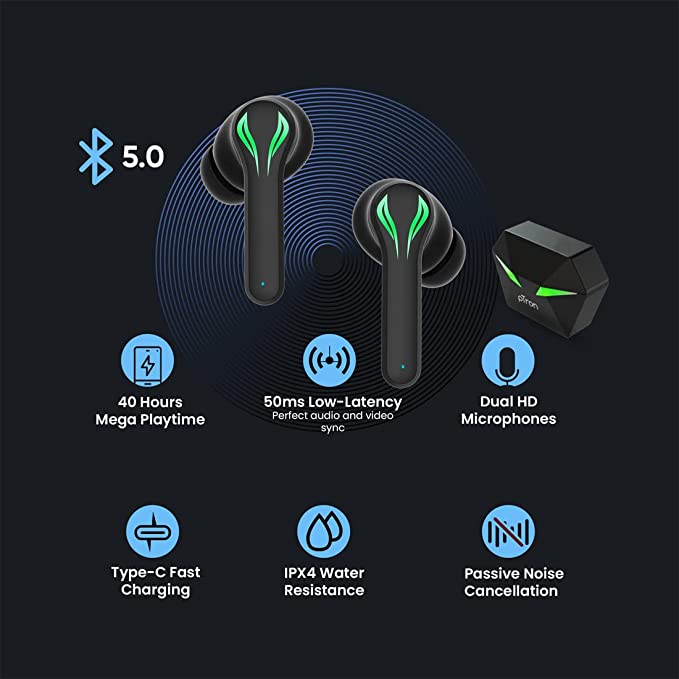 5.0
pTron
40 Hours
Mega Playtime
50ms Low-Latency
Perfect audio and video
sync
Dual HD
Microphones
Type-C Fast
Charging
IPX4 Water
Resistance
Passive Noise
Cancellation